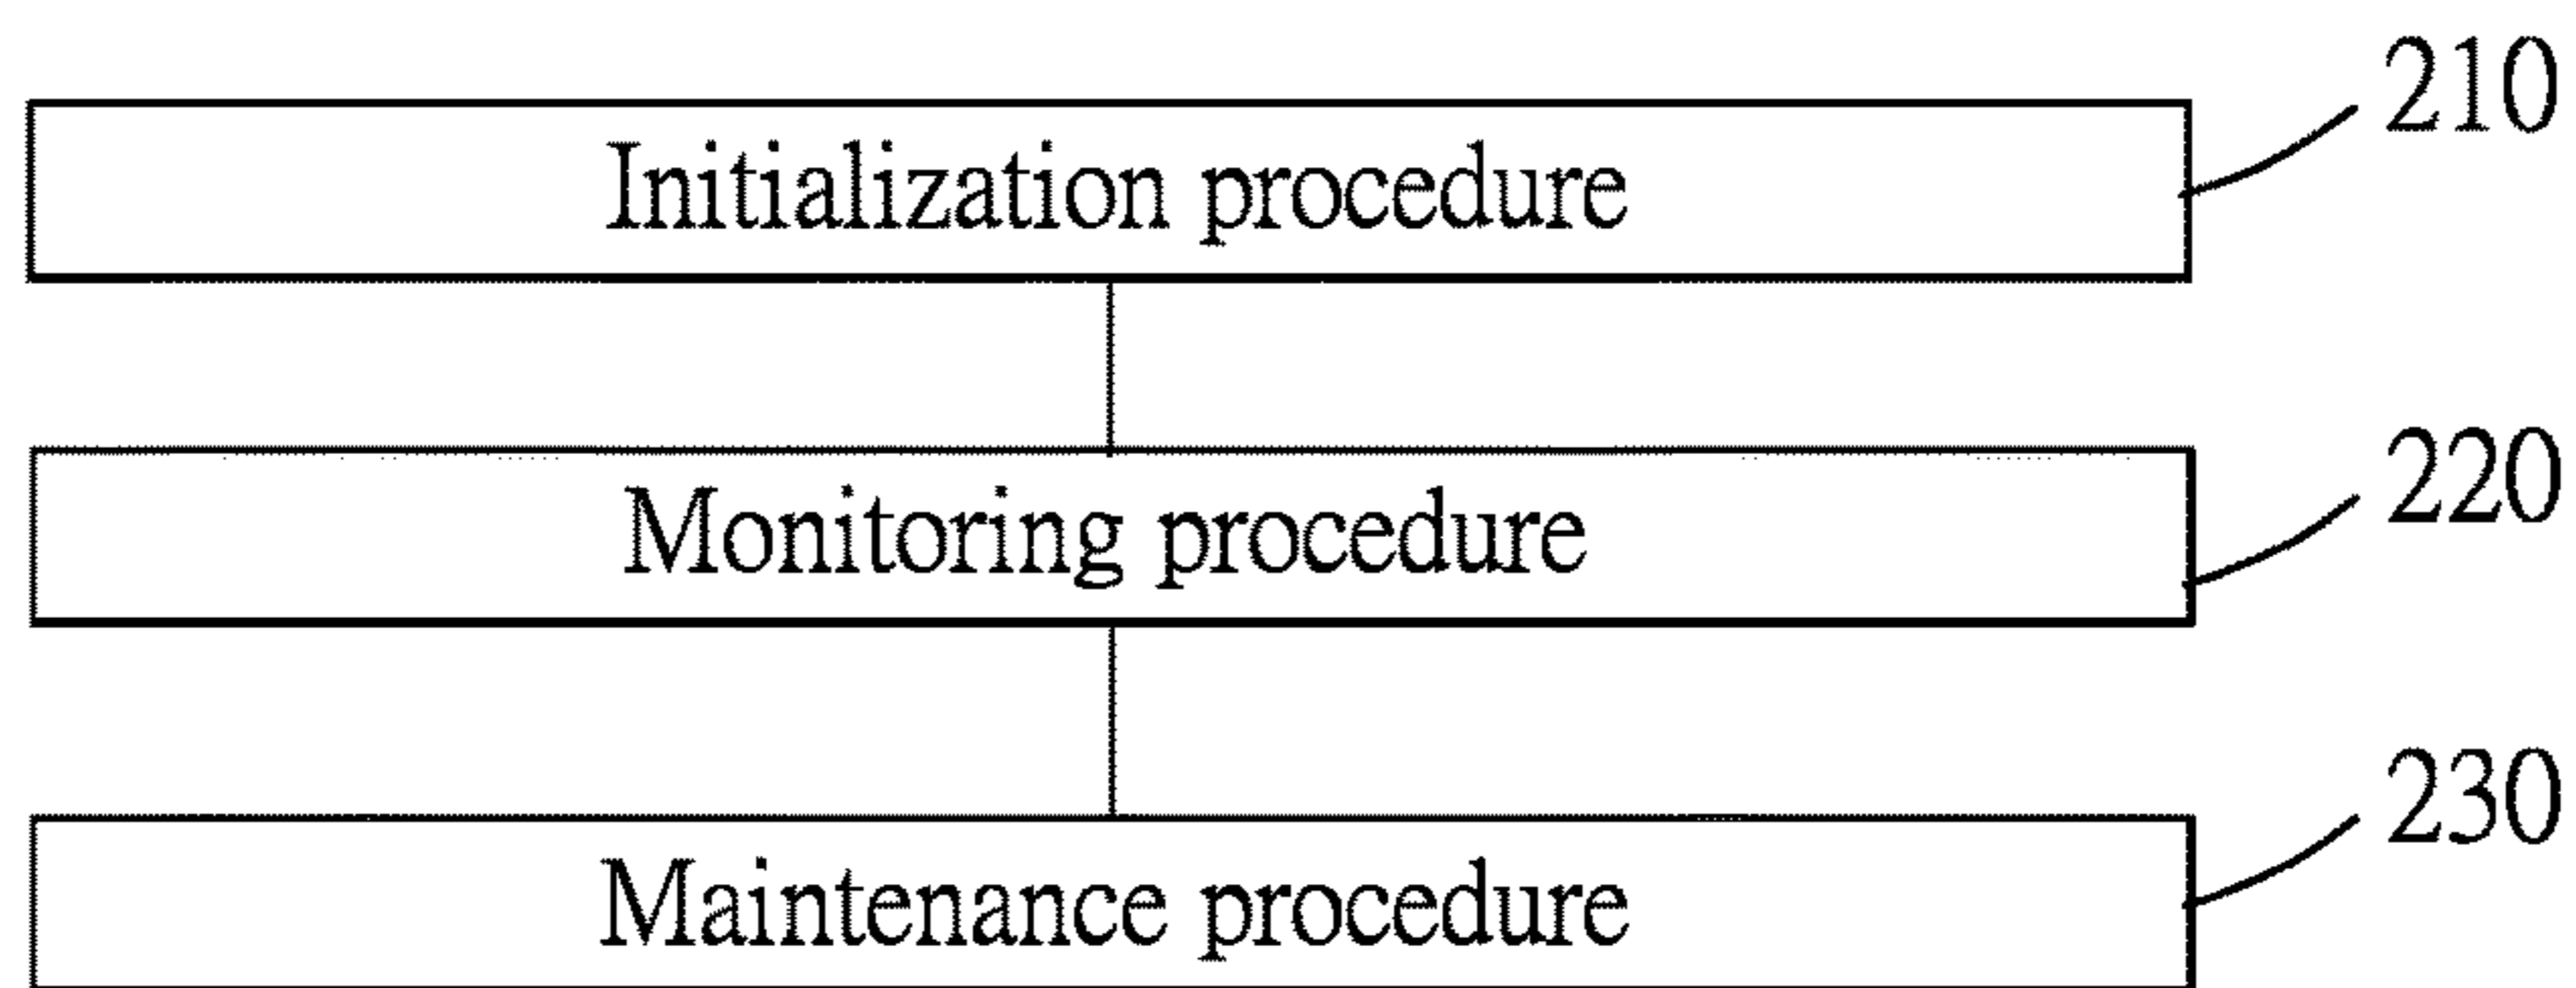 210
Initialization procedure
220
Monitoring procedure
230
Maintenance procedure